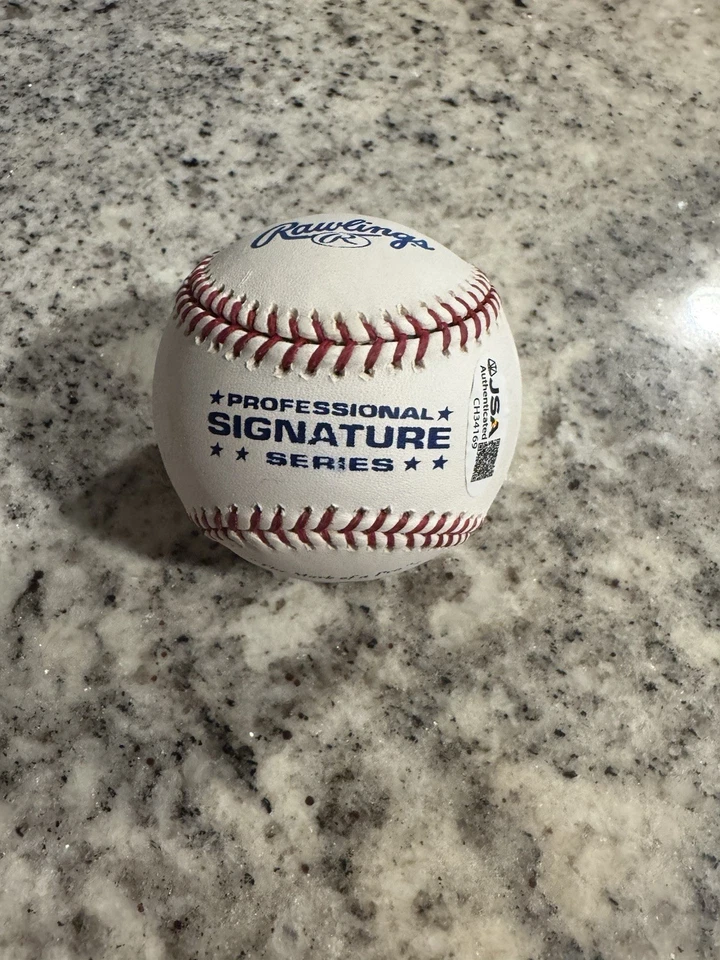 Rawlings
R
★PROFESSIONAL★
SIGNATURE
★ ★ SERIES ★ ★
JSA
Authenticated
CH34169